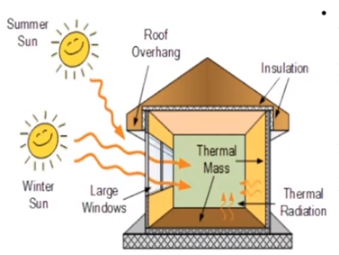 Summer
Sun
Roof
Overhang
Insulation
Thermal
Mass
Winter
Sun
Large
Windows
Thermal
Radiation